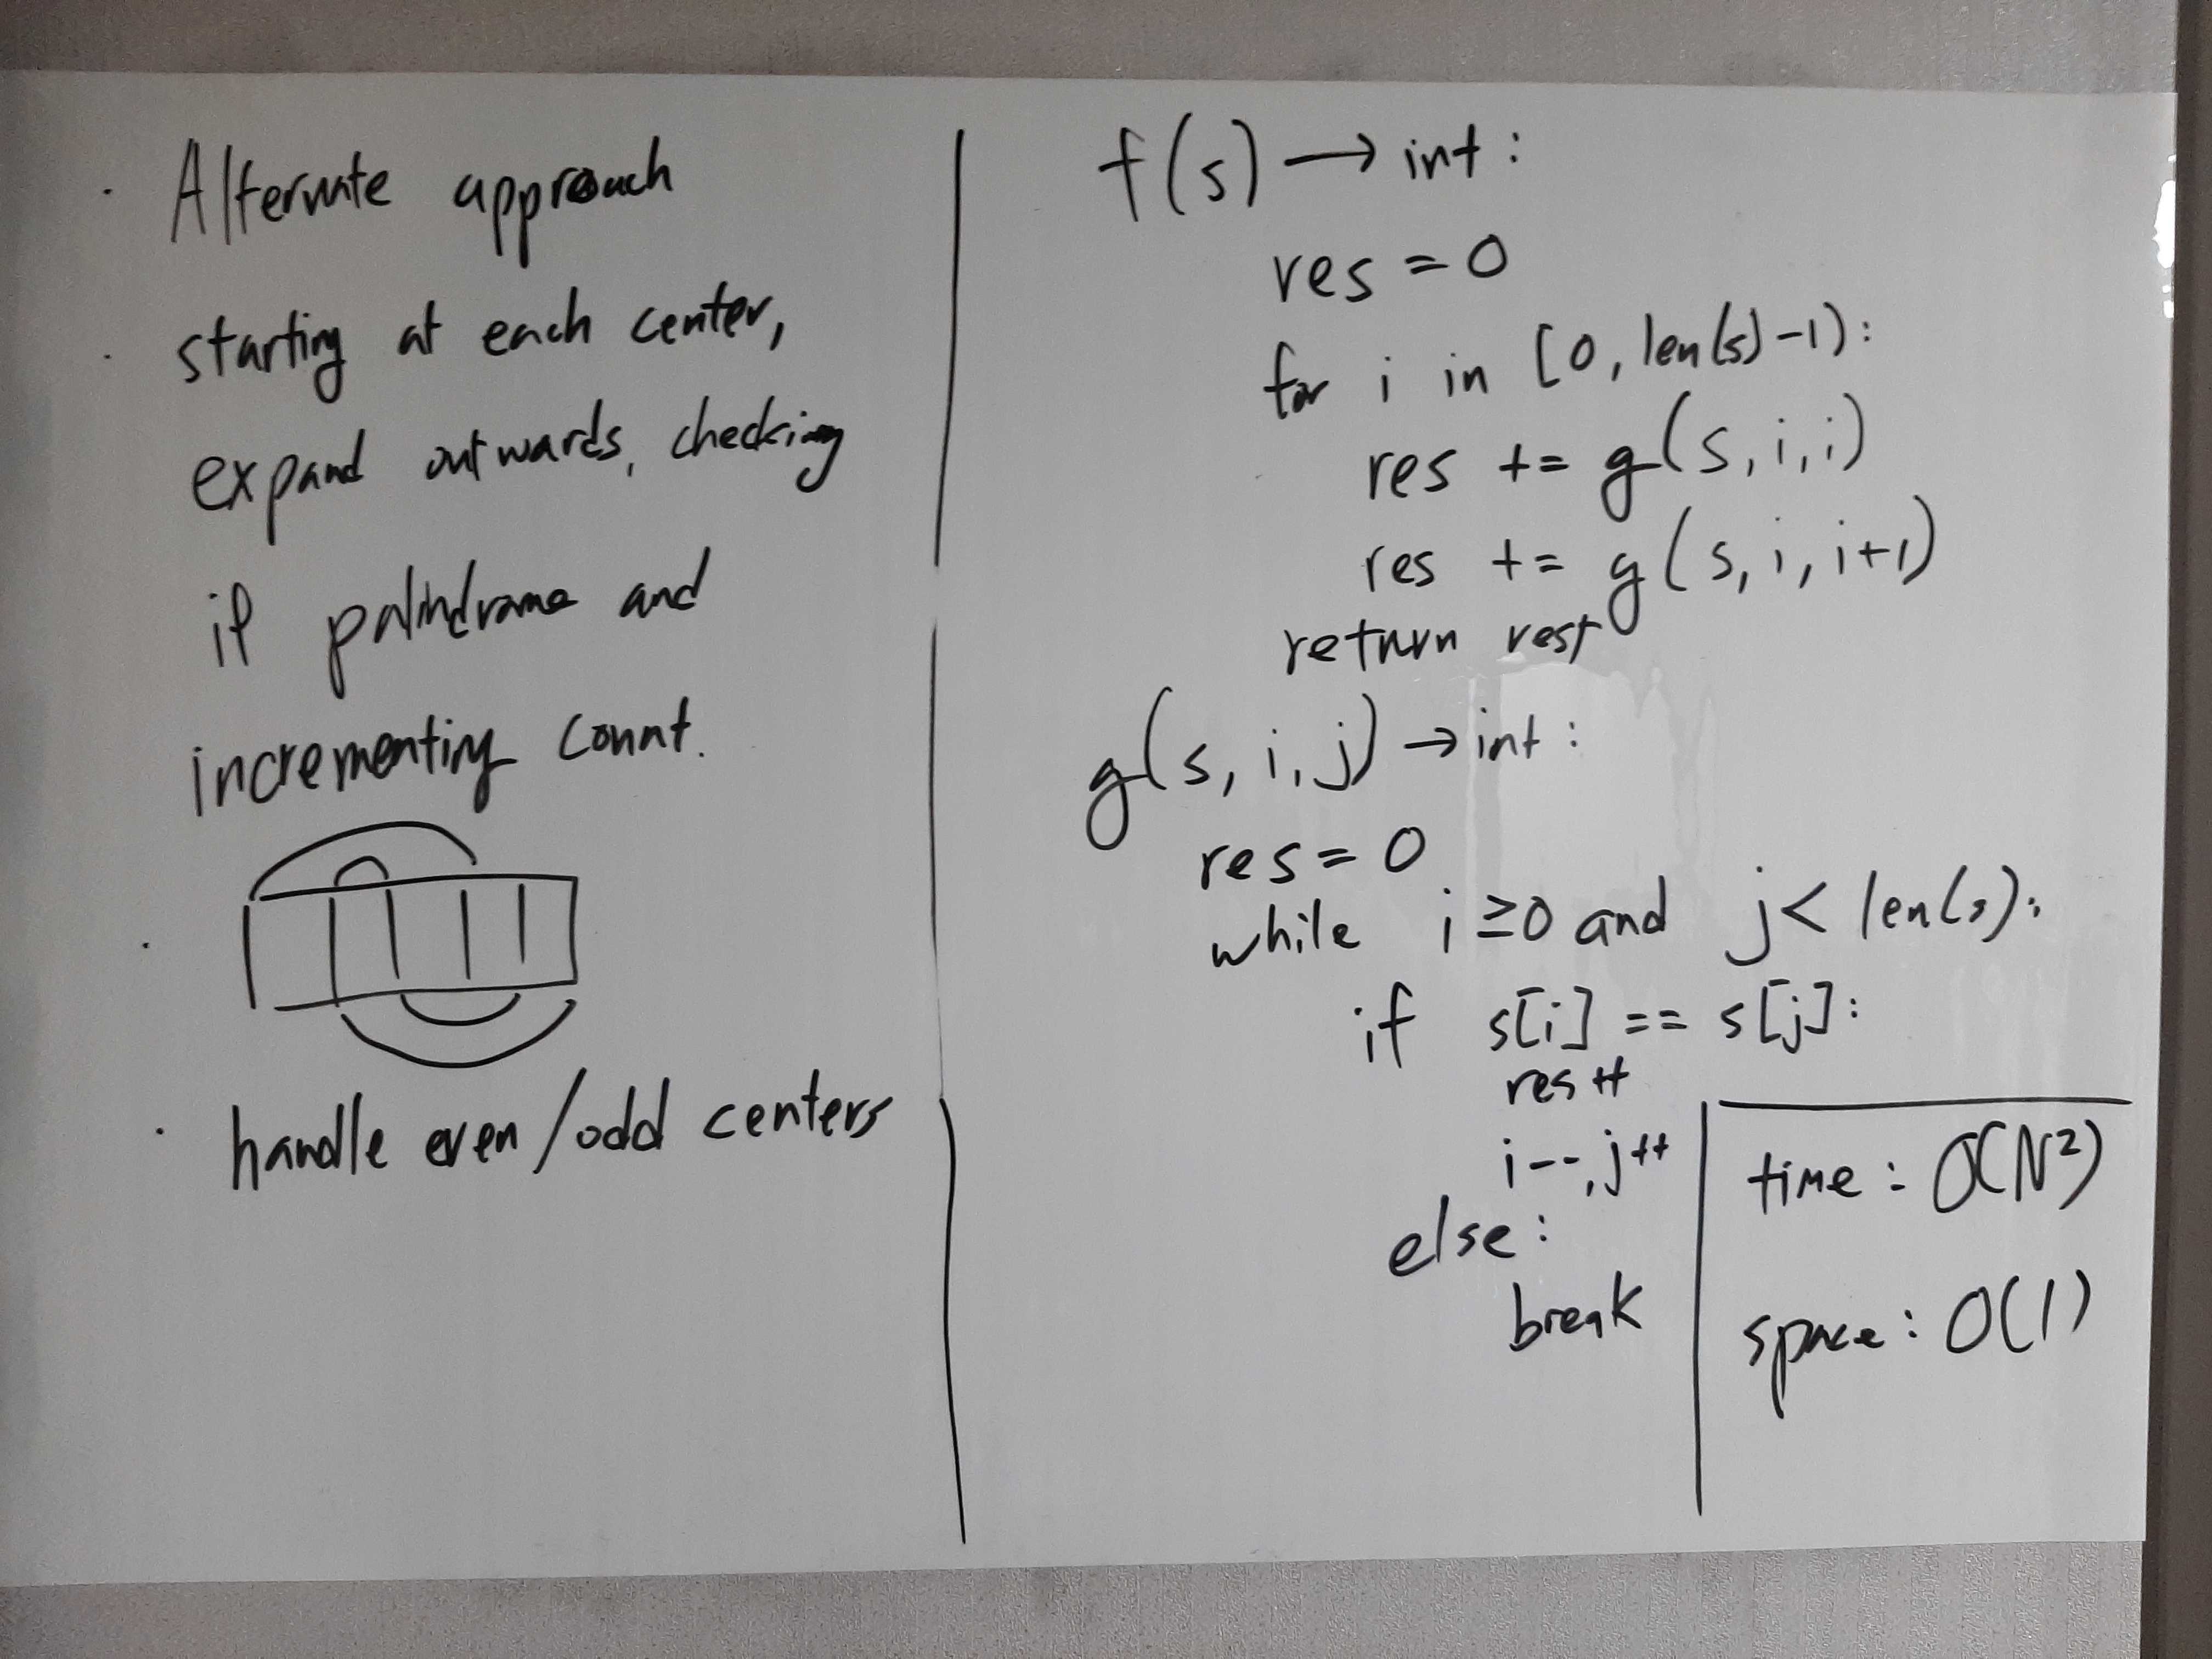 · Alternate approach
· starting at each center,
expand outwards, checking
if palindrome and
incrementing count.
· handle even/odd centers
f(s) → int:
res = 0
for i in [0, len(s)-1):
res += g(s,i,i)
res += g(s,i,i+1)
return rest
g(s,i,j) → int:
res = 0
while i ≥ 0 and j < len(s):
if s[i] == s[j]:
res++
i--, j++
else:
break
time: O(N²)
space: O(1)